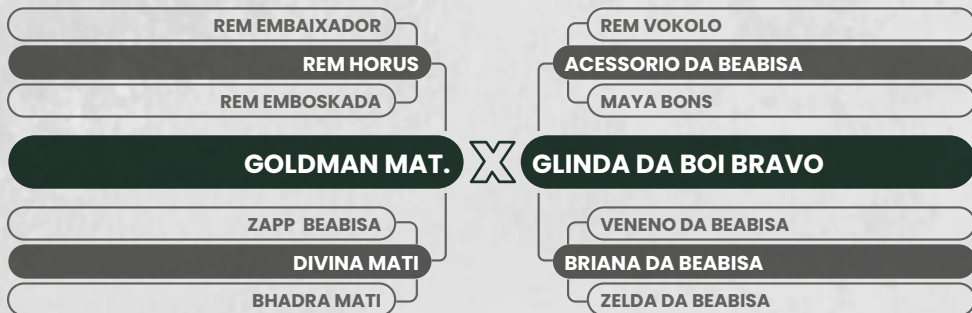 REM EMBAIXADOR
REM HORUS
REM EMBOSKADA
GOLDMAN MAT.
ZAPP BEABISA
DIVINA MATI
BHADRA MATI
X
REM VOKOLO
ACESSORIO DA BEABISA
MAYA BONS
GLINDA DA BOI BRAVO
VENENO DA BEABISA
BRIANA DA BEABISA
ZELDA DA BEABISA